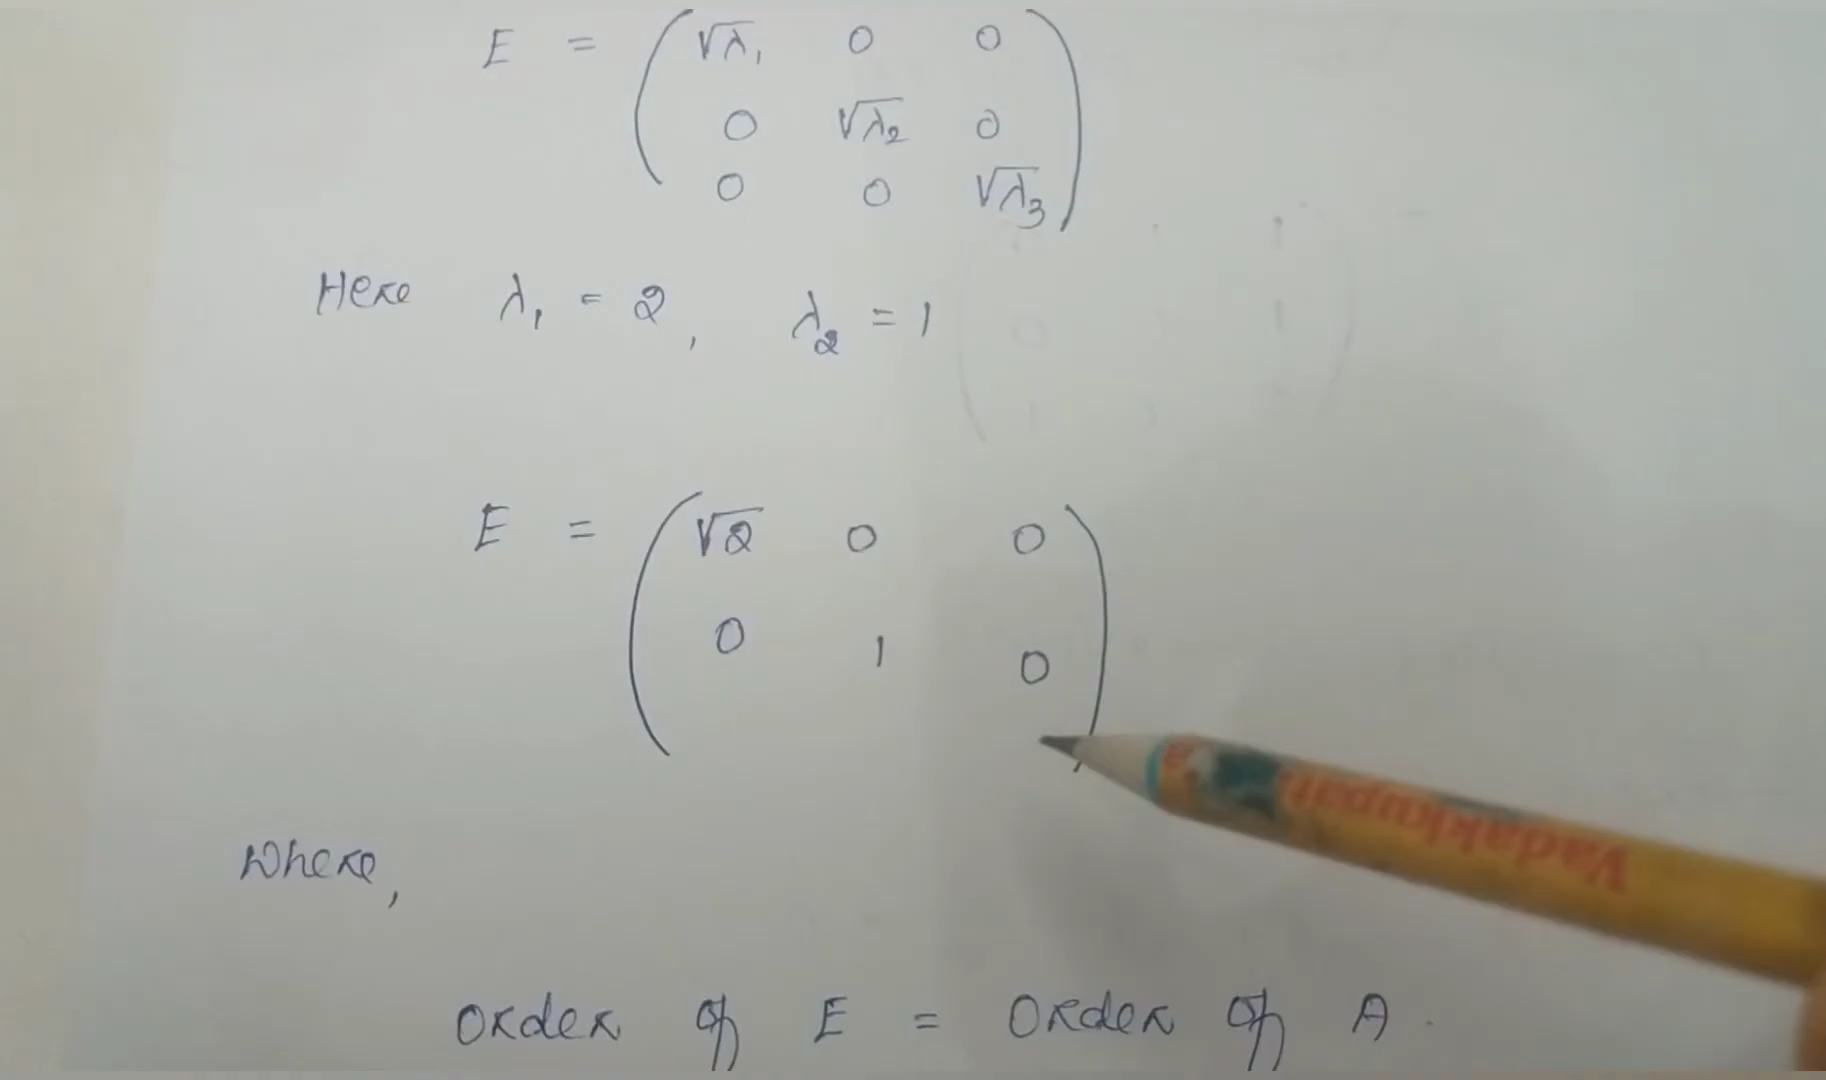 E = (√λ₁ 0 0
0 √λ₂ 0
0 0 √λ₃)
Here λ₁ = 2, λ₂ = 1
E = (√2 0 0
0 1 0)
Where,
Order of E = Order of A.
Vadakkupat